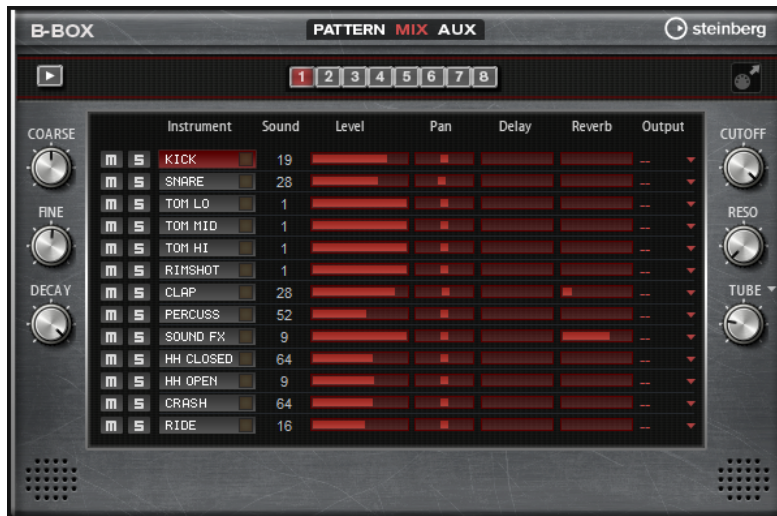 B-BOX PATTERN MIX AUX steinberg
1 2 3 4 5 6 7 8
Instrument Sound Level Pan Delay Reverb Output
COARSE
FINE
DECAY
m S KICK 19 --
m S SNARE 28 --
m S TOM LO 1 --
m S TOM MID 1 --
m S TOM HI 1 --
m S RIMSHOT 1 --
m S CLAP 28 --
m S PERCUSS 52 --
m S SOUND FX 9 --
m S HH CLOSED 64 --
m S HH OPEN 9 --
m S CRASH 64 --
m S RIDE 16 --
CUTOFF
RESO
TUBE